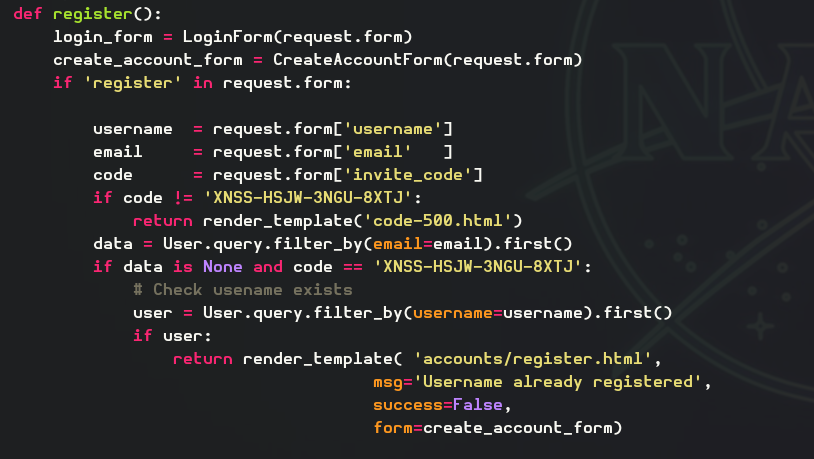 def register():
    login_form = LoginForm(request.form)
    create_account_form = CreateAccountForm(request.form)
    if 'register' in request.form:

        username  = request.form['username']
        email     = request.form['email'   ]
        code      = request.form['invite_code']
        if code != 'XNSS-HSJW-3NGU-8XTJ':
            return render_template('code-500.html')
        data = User.query.filter_by(email=email).first()
        if data is None and code == 'XNSS-HSJW-3NGU-8XTJ':
            # Check usename exists
            user = User.query.filter_by(username=username).first()
            if user:
                return render_template( 'accounts/register.html',
                                    msg='Username already registered',
                                    success=False,
                                    form=create_account_form)